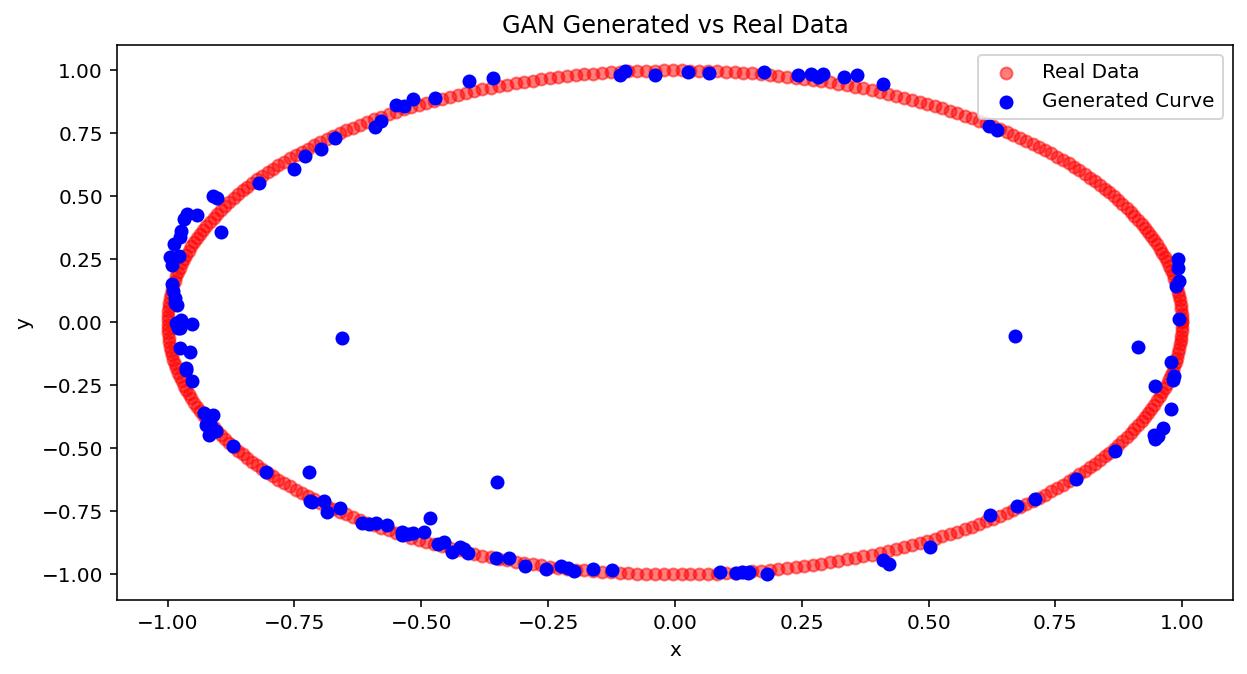 GAN Generated vs Real Data
Real Data
Generated Curve
1.00
0.75
0.50
0.25
0.00
−0.25
−0.50
−0.75
−1.00
y
−1.00 −0.75 −0.50 −0.25 0.00 0.25 0.50 0.75 1.00
x